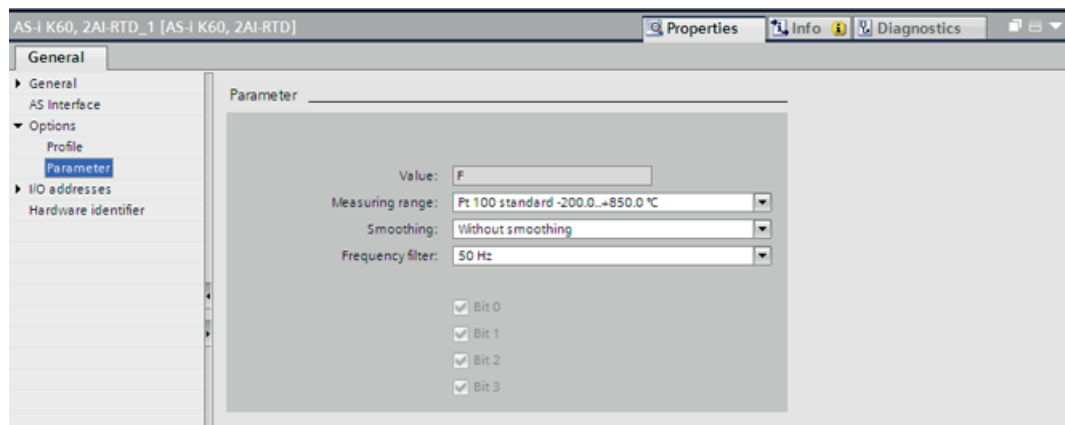 AS-i K60, 2AI-RTD_1 [AS-i K60, 2AI-RTD]
Properties
Info
Diagnostics
General
General
AS Interface
Options
Profile
Parameter
I/O addresses
Hardware identifier
Parameter
Value: F
Measuring range: Pt 100 standard -200.0...+850.0 °C
Smoothing: Without smoothing
Frequency filter: 50 Hz
Bit 0
Bit 1
Bit 2
Bit 3